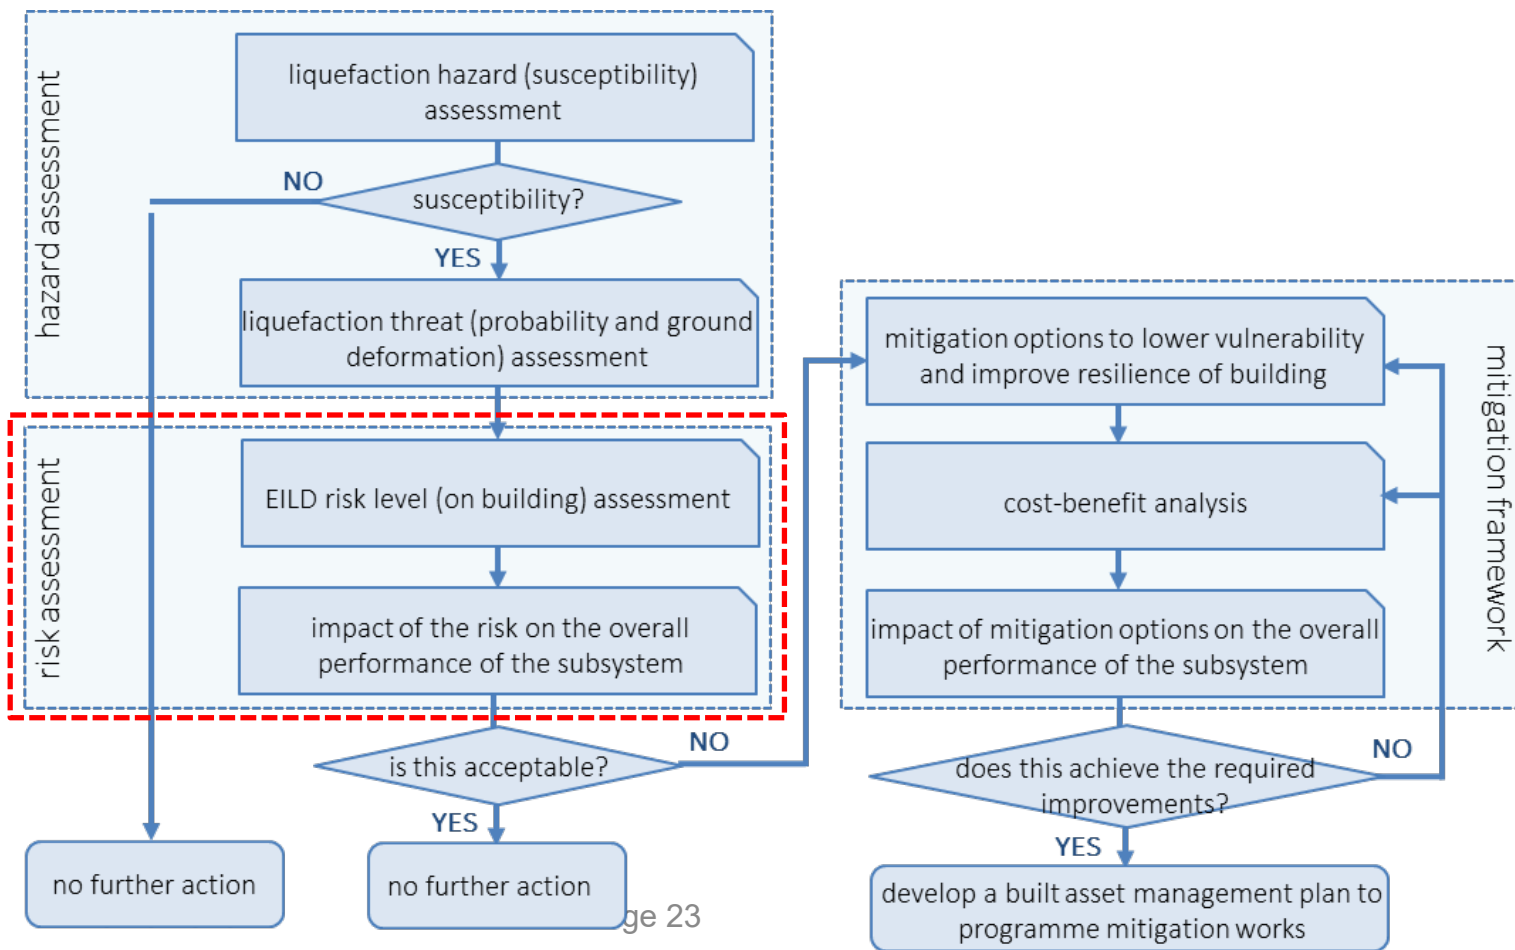 hazard assessment
liquefaction hazard (susceptibility)
assessment
NO
susceptibility?
YES
liquefaction threat (probability and ground
deformation) assessment
risk assessment
EILD risk level (on building) assessment
impact of the risk on the overall
performance of the subsystem
is this acceptable?
NO
YES
no further action
no further action
ge 23
mitigation framework
mitigation options to lower vulnerability
and improve resilience of building
cost-benefit analysis
impact of mitigation options on the overall
performance of the subsystem
does this achieve the required
improvements?
NO
YES
develop a built asset management plan to
programme mitigation works